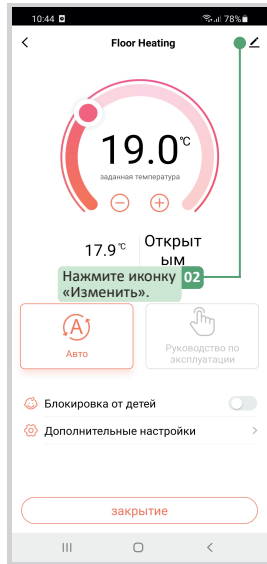 10:44 78%
Floor Heating
19.0℃
заданная температура
17.9 ℃
Открыт
ым
Нажмите иконку 02
«Изменить».
Авто
Руководство по
эксплуатации
Блокировка от детей
Дополнительные настройки
закрытие